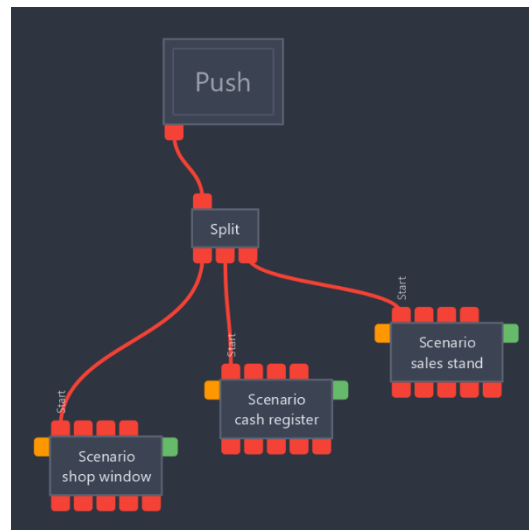 Push
Split
Start
Scenario
sales stand
Start
Scenario
cash register
Start
Scenario
shop window